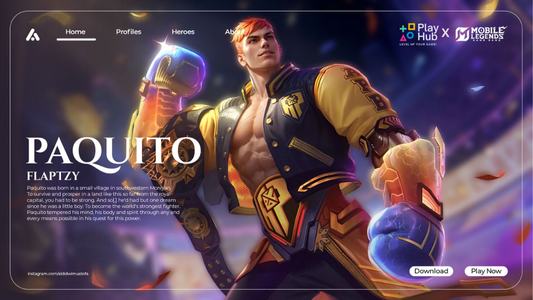 Home
Profiles
Heroes
Abo
Play Hub
LEVEL UP YOUR GAME!
X
MOBILE LEGENDS
BANG BANG
PAQUITO
FLAPTZY
Paquito was born in a small village in southwestern Moniyan.
To survive and prosper in a land like this so far from the royal
capital, you had to be strong. And so[,] he'd had but one dream
since he was a little boy: To become the world's strongest fighter.
Paquito tempered his mind, his body and spirit through any and
every means possible in his quest for this power.
Download
Play Now